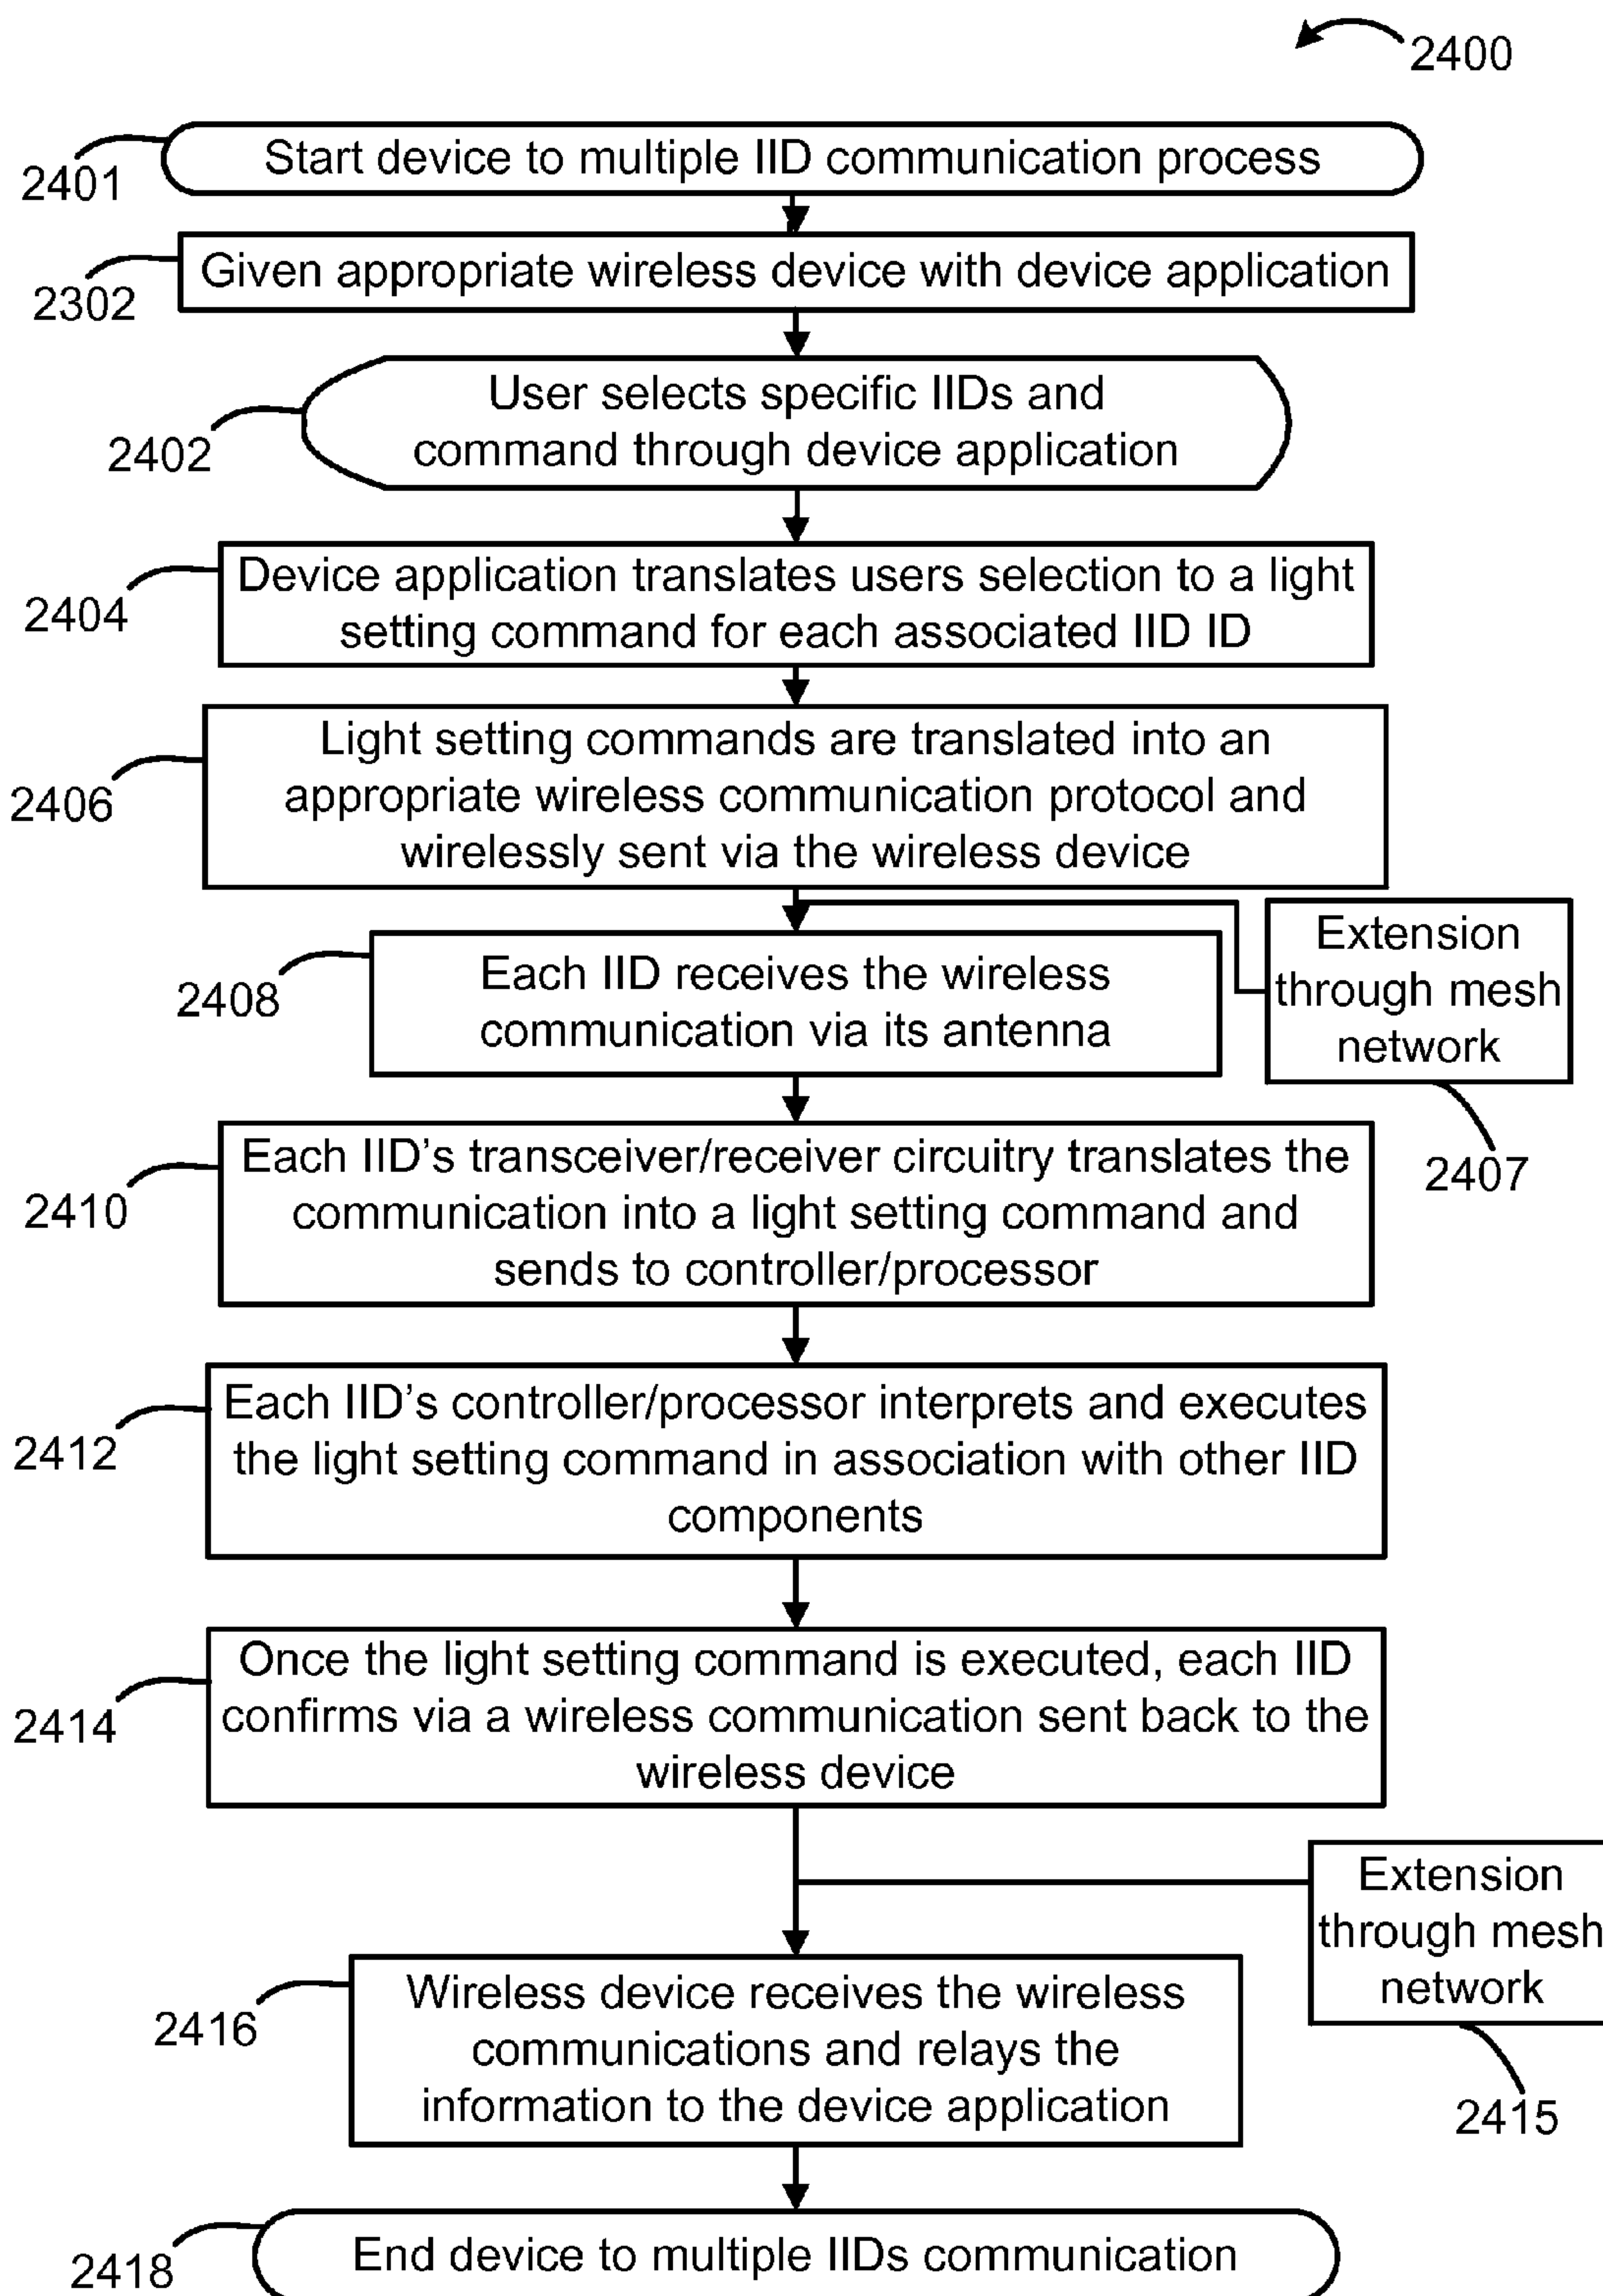 2400
Start device to multiple IID communication process
2401
Given appropriate wireless device with device application
2302
User selects specific IIDs and
command through device application
2402
Device application translates users selection to a light
setting command for each associated IID ID
2404
Light setting commands are translated into an
appropriate wireless communication protocol and
wirelessly sent via the wireless device
2406
Extension
through mesh
network
2407
Each IID receives the wireless
communication via its antenna
2408
Each IID's transceiver/receiver circuitry translates the
communication into a light setting command and
sends to controller/processor
2410
Each IID's controller/processor interprets and executes
the light setting command in association with other IID
components
2412
Once the light setting command is executed, each IID
confirms via a wireless communication sent back to the
wireless device
2414
Extension
through mesh
network
2415
Wireless device receives the wireless
communications and relays the
information to the device application
2416
End device to multiple IIDs communication
2418